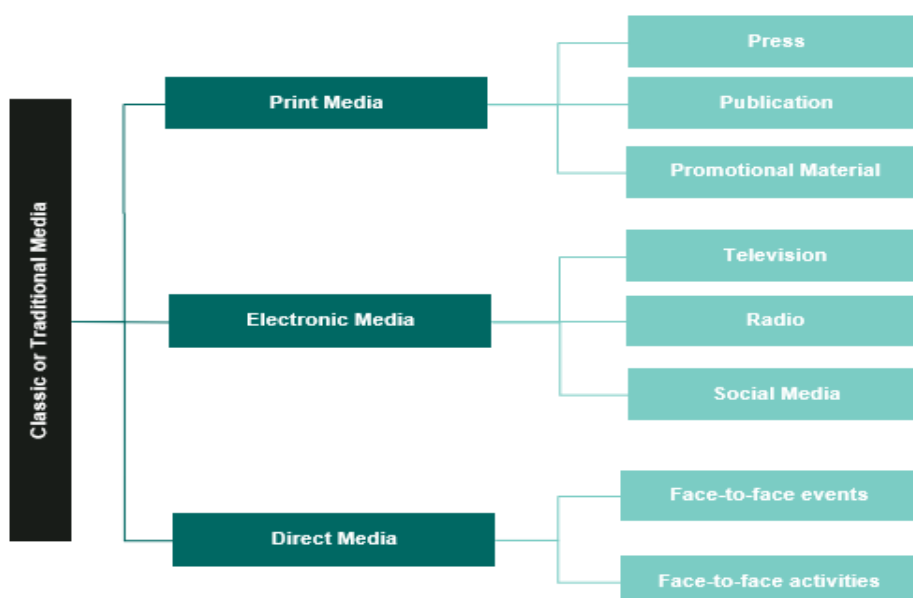 Classic or Traditional Media
Print Media
Press
Publication
Promotional Material
Electronic Media
Television
Radio
Social Media
Direct Media
Face-to-face events
Face-to-face activities